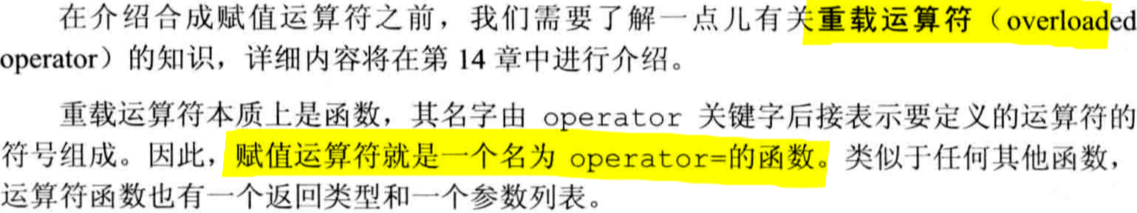 在介绍合成赋值运算符之前，我们需要了解一点儿有关重载运算符（overloaded
operator）的知识，详细内容将在第 14 章中进行介绍。
重载运算符本质上是函数，其名字由 operator 关键字后接表示要定义的运算符的
符号组成。因此，赋值运算符就是一个名为 operator=的函数。类似于任何其他函数，
运算符函数也有一个返回类型和一个参数列表。